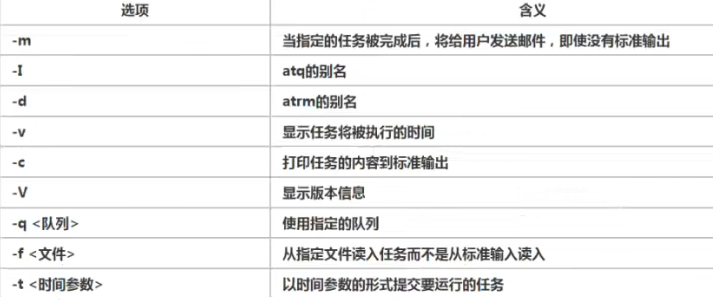 选项 含义
-m 当指定的任务被完成后，将给用户发送邮件，即使没有标准输出
-I atq的别名
-d atrm的别名
-v 显示任务将被执行的时间
-c 打印任务的内容到标准输出
-V 显示版本信息
-q <队列> 使用指定的队列
-f <文件> 从指定文件读入任务而不是从标准输入读入
-t <时间参数> 以时间参数的形式提交要运行的任务